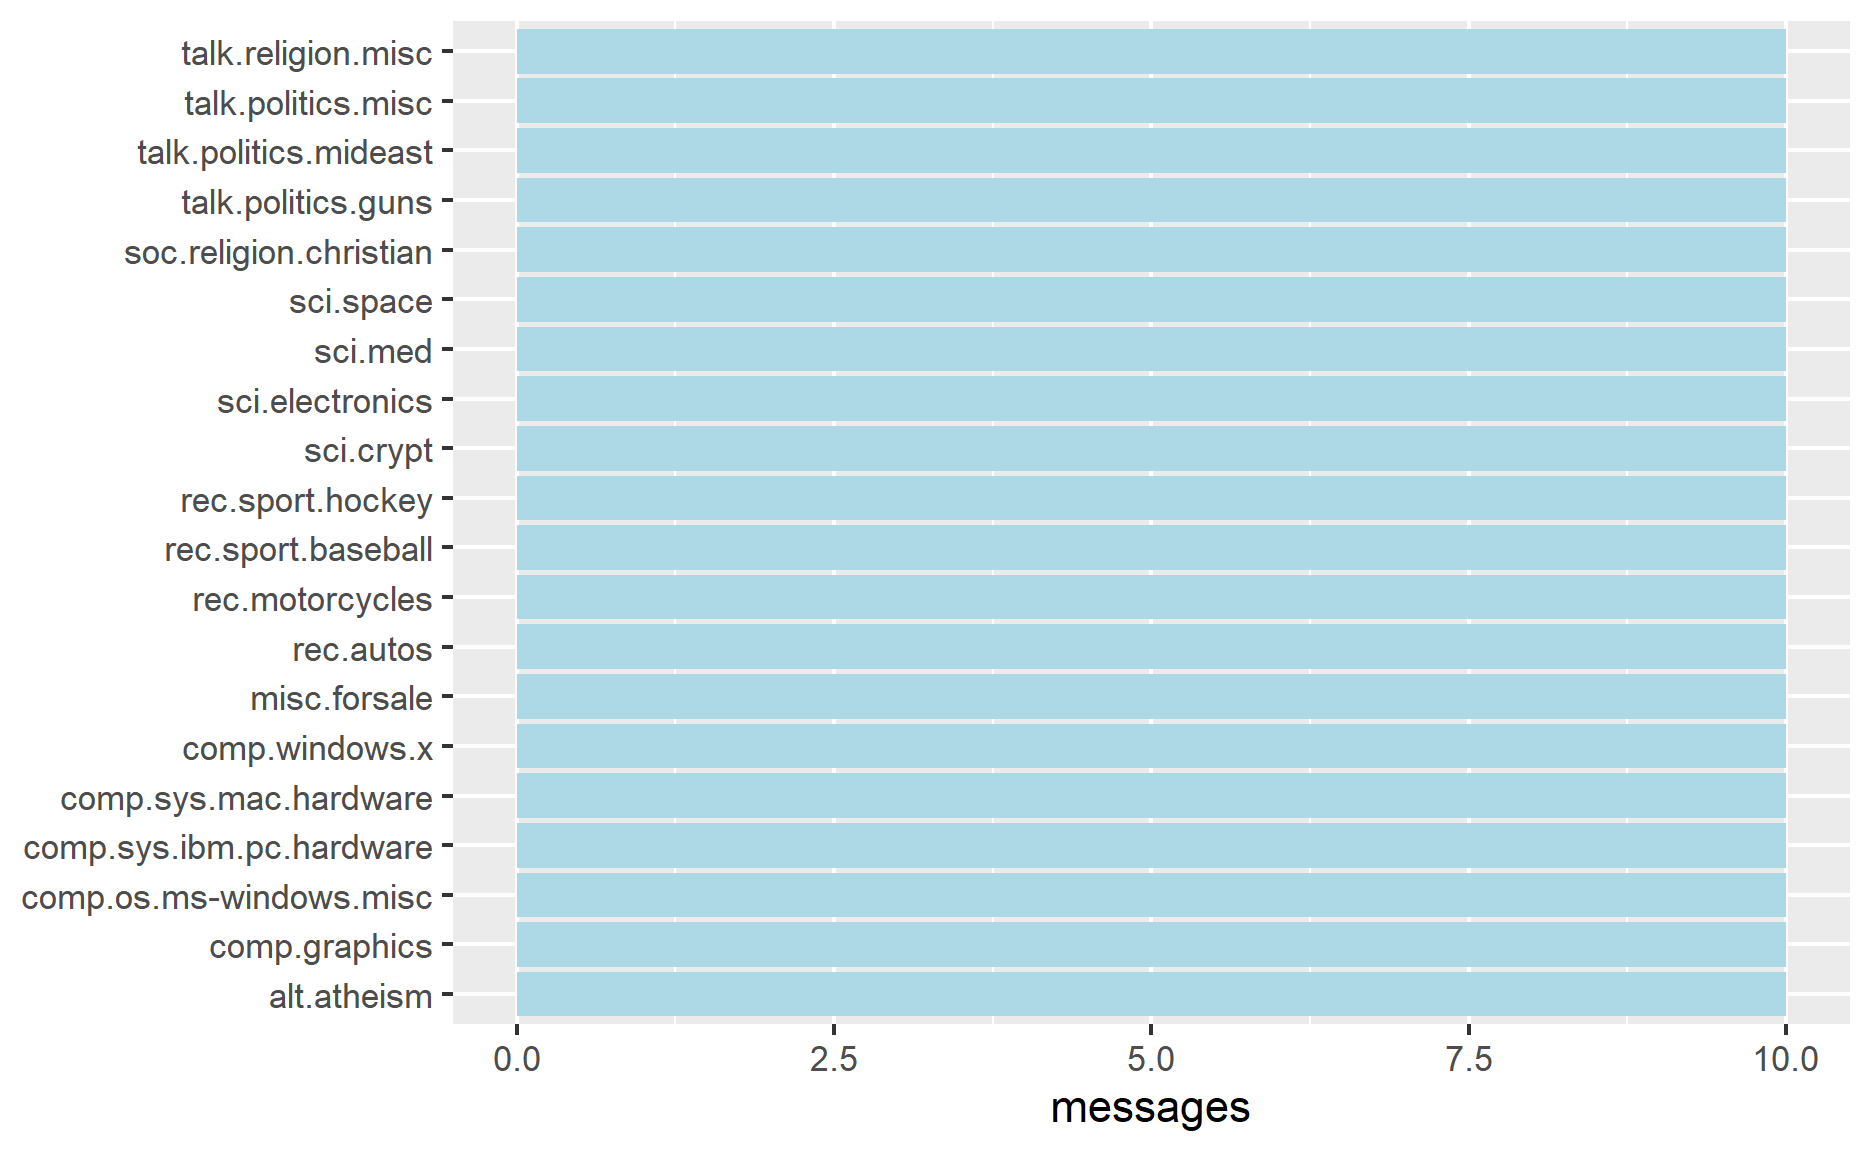 talk.religion.misc
talk.politics.misc
talk.politics.mideast
talk.politics.guns
soc.religion.christian
sci.space
sci.med
sci.electronics
sci.crypt
rec.sport.hockey
rec.sport.baseball
rec.motorcycles
rec.autos
misc.forsale
comp.windows.x
comp.sys.mac.hardware
comp.sys.ibm.pc.hardware
comp.os.ms-windows.misc
comp.graphics
alt.atheism
0.0 2.5 5.0 7.5 10.0
messages